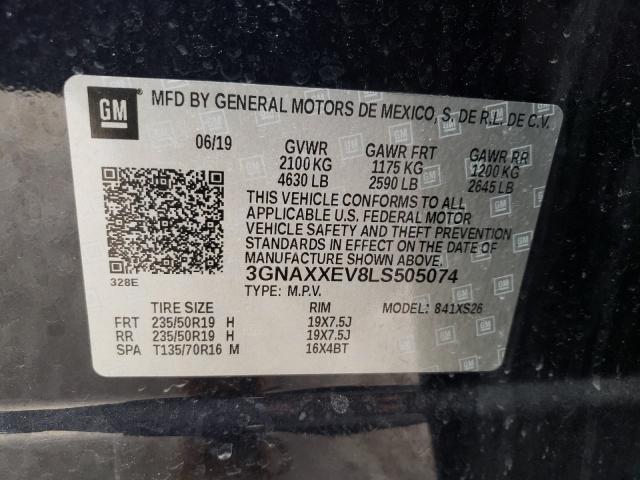 GM MFD BY GENERAL MOTORS DE MEXICO, S. DE R.L. DE C.V.
06/19 GVWR GAWR FRT GAWR RR
2100 KG 1175 KG 1200 KG
4630 LB 2590 LB 2645 LB
THIS VEHICLE CONFORMS TO ALL
APPLICABLE U.S. FEDERAL MOTOR
VEHICLE SAFETY AND THEFT PREVENTION
STANDARDS IN EFFECT ON THE DATE OF
MANUFACTURE SHOWN ABOVE.
328E 3GNAXXEV8LS505074
TYPE: M.P.V. MODEL: 841XS26
TIRE SIZE RIM
FRT 235/50R19 H 19X7.5J
RR 235/50R19 H 19X7.5J
SPA T135/70R16 M 16X4BT